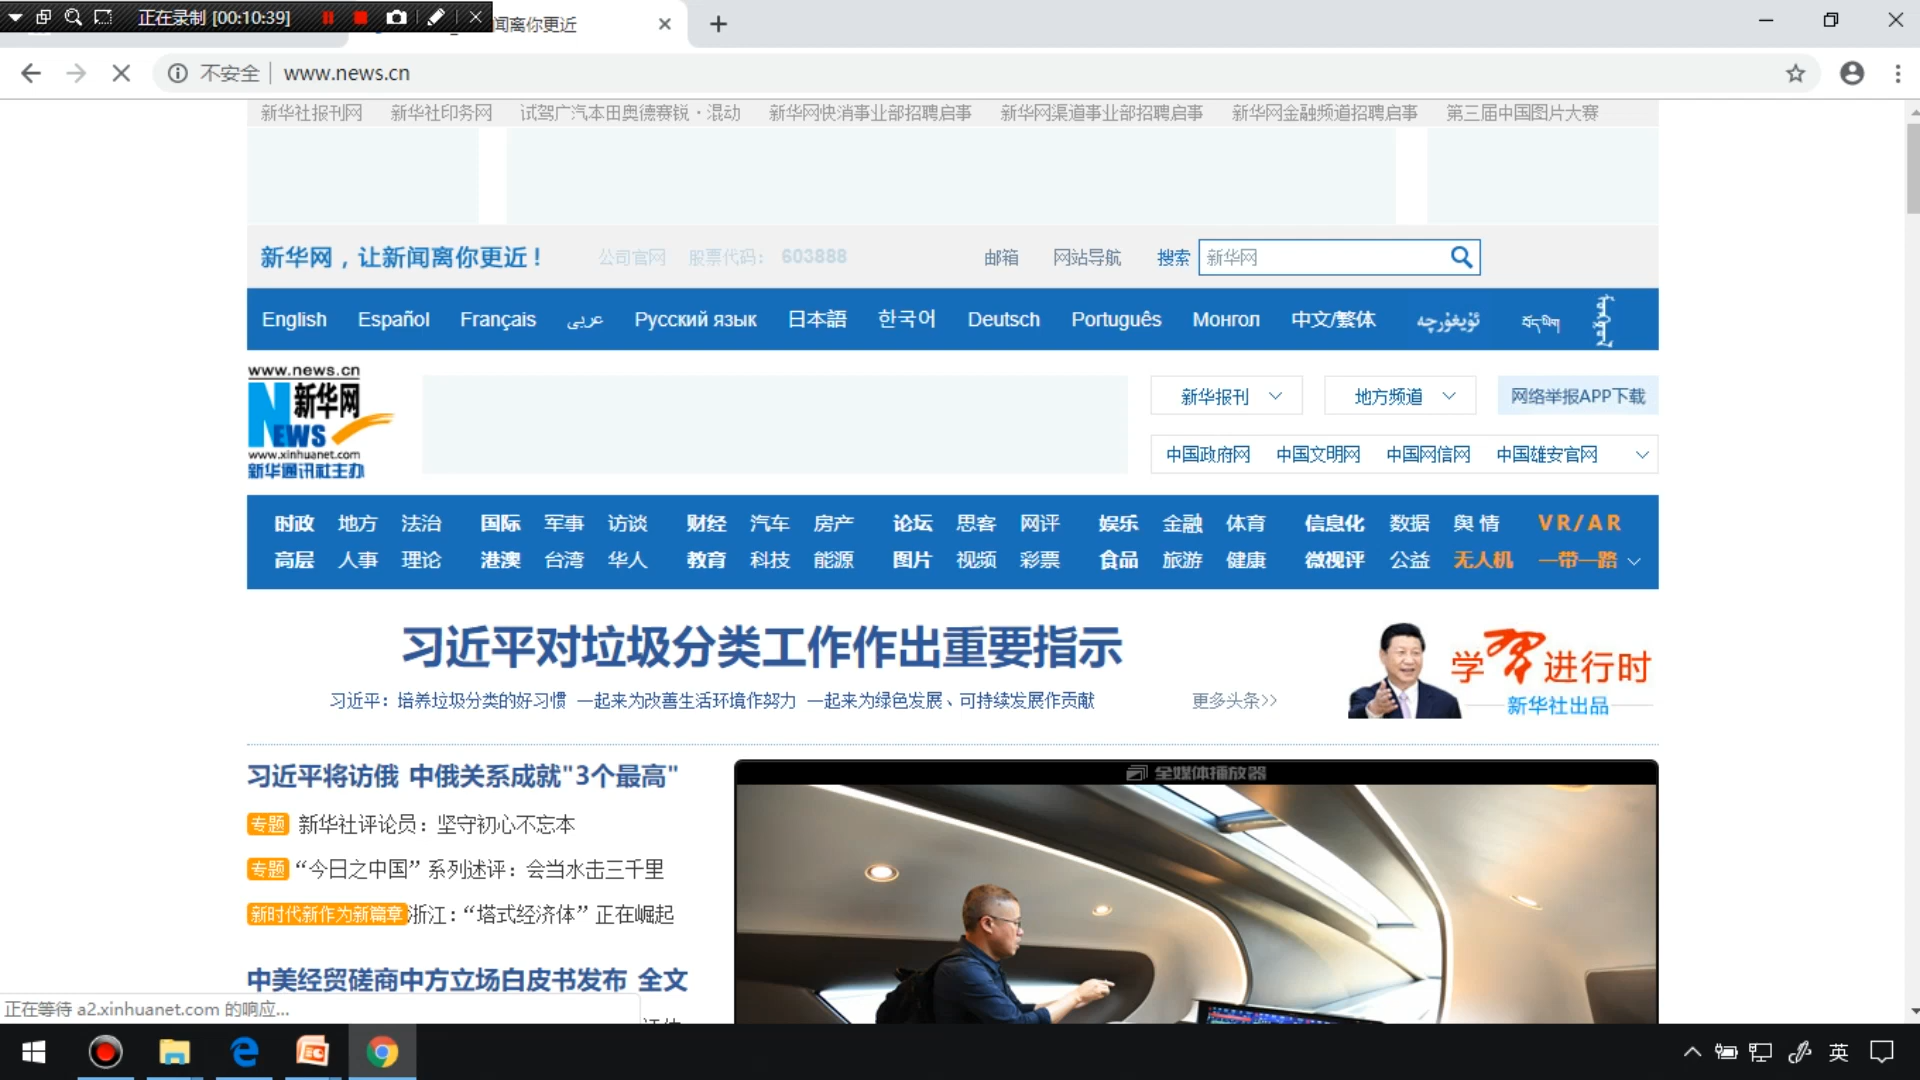 正在录制 [00:10:39]
闻离你更近
不安全 www.news.cn
新华社报刊网 新华社印务网 试驾广汽本田奥德赛锐·混动 新华网快消事业部招聘启事 新华网渠道事业部招聘启事 新华网金融频道招聘启事 第三届中国图片大赛
新华网，让新闻离你更近！ 公司官网 股票代码： 603888 邮箱 网站导航 搜索 新华网
English Español Français عربى Русский язык 日本語 한국어 Deutsch Português Монгол 中文/繁体 ئۇيغۇرچە བོད་ཡིག
www.news.cn
新华网
NEWS
www.xinhuanet.com
新华通讯社主办
新华报刊 地方频道 网络举报APP下载
中国政府网 中国文明网 中国网信网 中国雄安官网
时政 地方 法治 国际 军事 访谈 财经 汽车 房产 论坛 思客 网评 娱乐 金融 体育 信息化 数据 舆情 VR/AR
高层 人事 理论 港澳 台湾 华人 教育 科技 能源 图片 视频 彩票 食品 旅游 健康 微视评 公益 无人机 一带一路
习近平对垃圾分类工作作出重要指示
习近平：培养垃圾分类的好习惯 一起来为改善生活环境作努力 一起来为绿色发展、可持续发展作贡献 更多头条>>
学习进行时
新华社出品
习近平将访俄 中俄关系成就"3个最高"
专题 新华社评论员：坚守初心不忘本
专题 “今日之中国”系列述评：会当水击三千里
新时代新作为新篇章 浙江：“塔式经济体”正在崛起
中美经贸磋商中方立场白皮书发布 全文
全媒体播放器
正在等待 a2.xinhuanet.com 的响应...
英